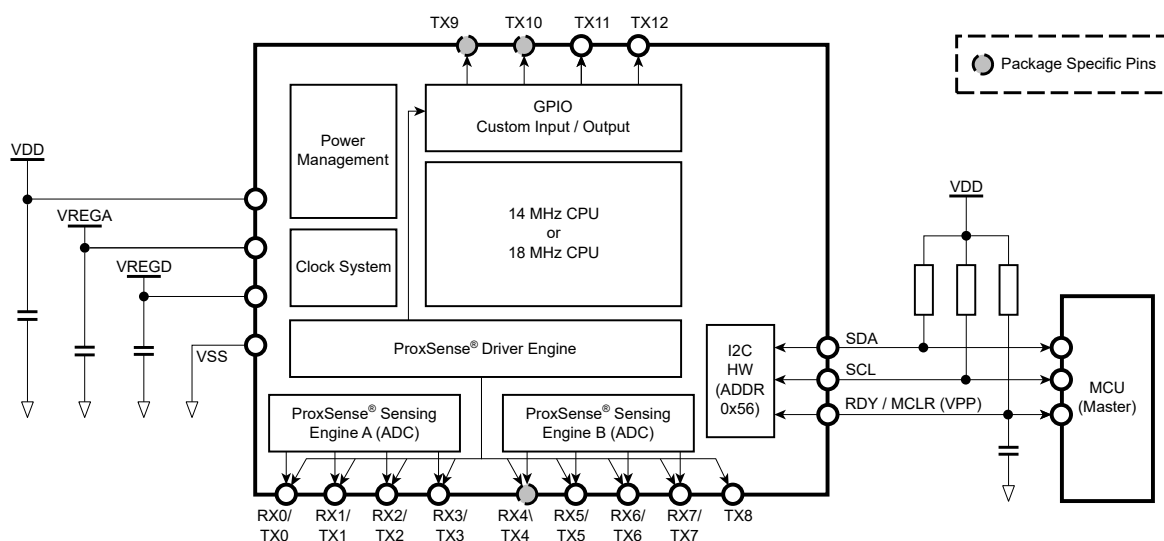 TX9 TX10 TX11 TX12
Package Specific Pins
GPIO
Custom Input / Output
Power
Management
VDD
VREGA
VREGD
VSS
14 MHz CPU
or
18 MHz CPU
Clock System
ProxSense® Driver Engine
ProxSense® Sensing
Engine A (ADC)
ProxSense® Sensing
Engine B (ADC)
I2C
HW
(ADDR
0x56)
VDD
SDA
SCL
RDY / MCLR (VPP)
MCU
(Master)
RX0/
TX0
RX1/
TX1
RX2/
TX2
RX3/
TX3
RX4\
TX4
RX5/
TX5
RX6/
TX6
RX7/
TX7
TX8